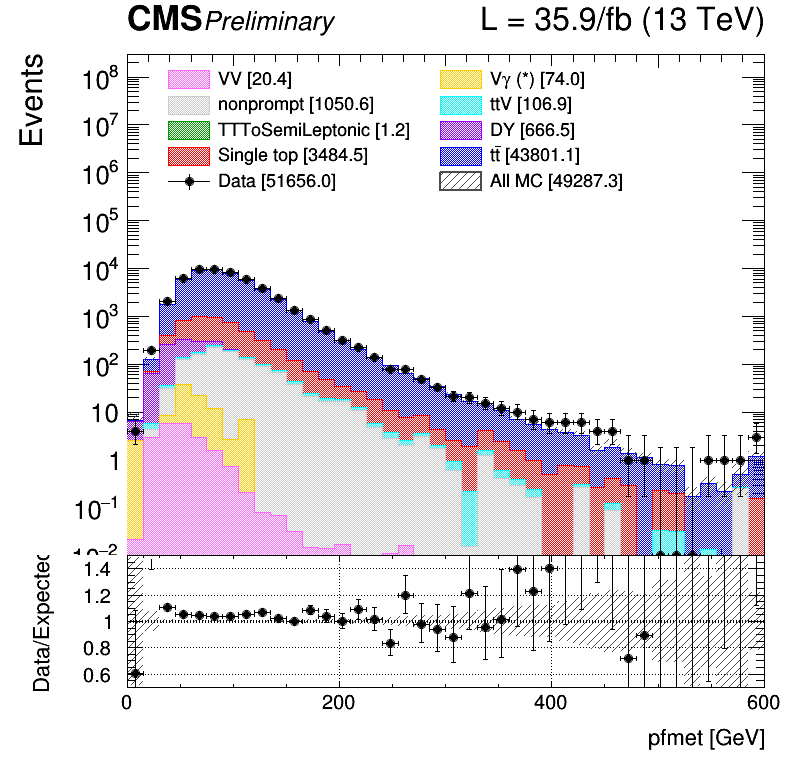 CMS Preliminary L = 35.9/fb (13 TeV)
Events
VV [20.4] Vγ (*) [74.0]
nonprompt [1050.6] ttV [106.9]
TTToSemiLeptonic [1.2] DY [666.5]
Single top [3484.5] tt̄ [43801.1]
Data [51656.0] All MC [49287.3]
10⁸
10⁷
10⁶
10⁵
10⁴
10³
10²
10
1
10⁻¹
10⁻²
Data/Expected
1.4
1.2
1
0.8
0.6
0 200 400 600
pfmet [GeV]